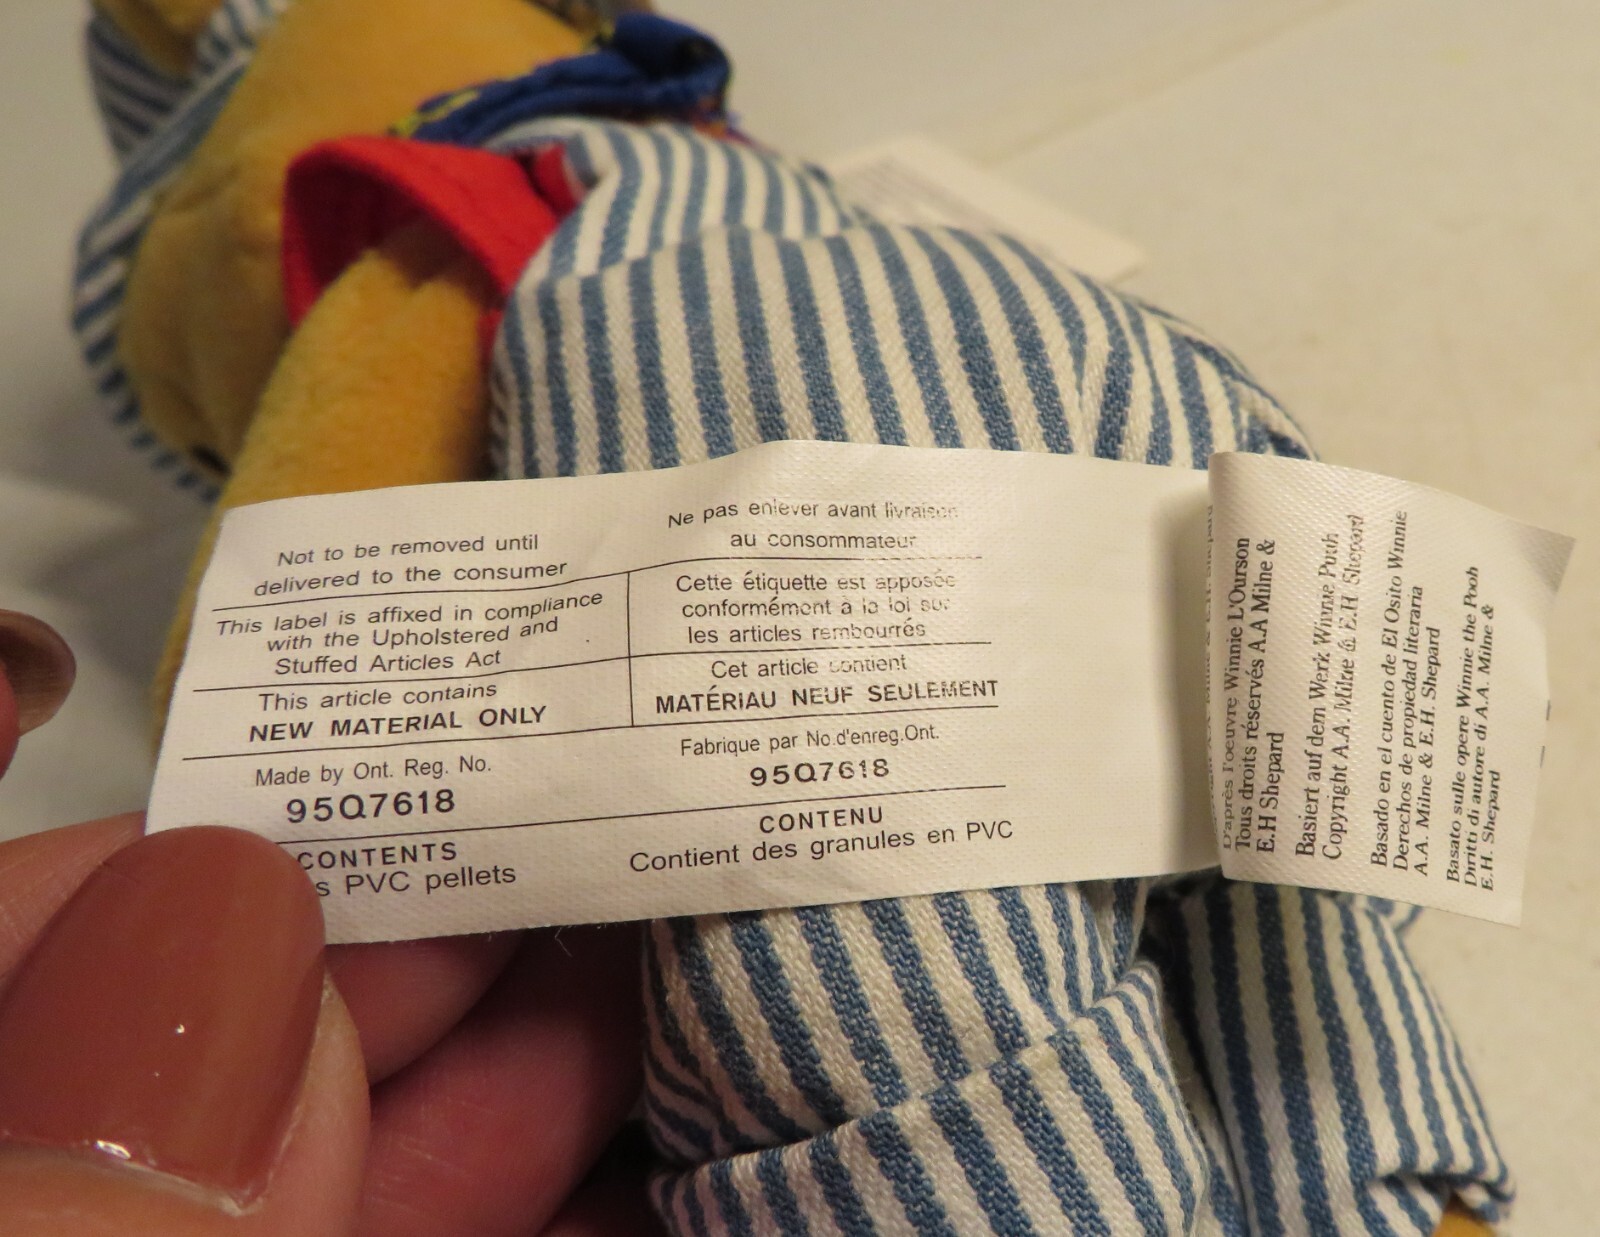 Not to be removed until
delivered to the consumer
This label is affixed in compliance
with the Upholstered and
Stuffed Articles Act
This article contains
NEW MATERIAL ONLY
Made by Ont. Reg. No.
95Q7618
CONTENTS
PVC pellets
Ne pas enlever avant livraison
au consommateur
Cette étiquette est apposée
conformément à la loi sur
les articles rembourrés
Cet article contient
MATÉRIAU NEUF SEULEMENT
Fabrique par No.d'enreg.Ont.
95Q7618
CONTENU
Contient des granules en PVC
D'après l'oeuvre Winnie L'Ourson
Tous droits réservés A.A Milne &
E.H Shepard
Basiert auf dem Werk Winnie Puuh
Copyright A.A. Milne & E.H Shepard
Basado en el cuento de El Osito Winnie
Derechos de propiedad literaria
A.A. Milne & E.H. Shepard
Basato sulle opere Winnie the Pooh
Diritti di autore di A.A. Milne &
E.H. Shepard